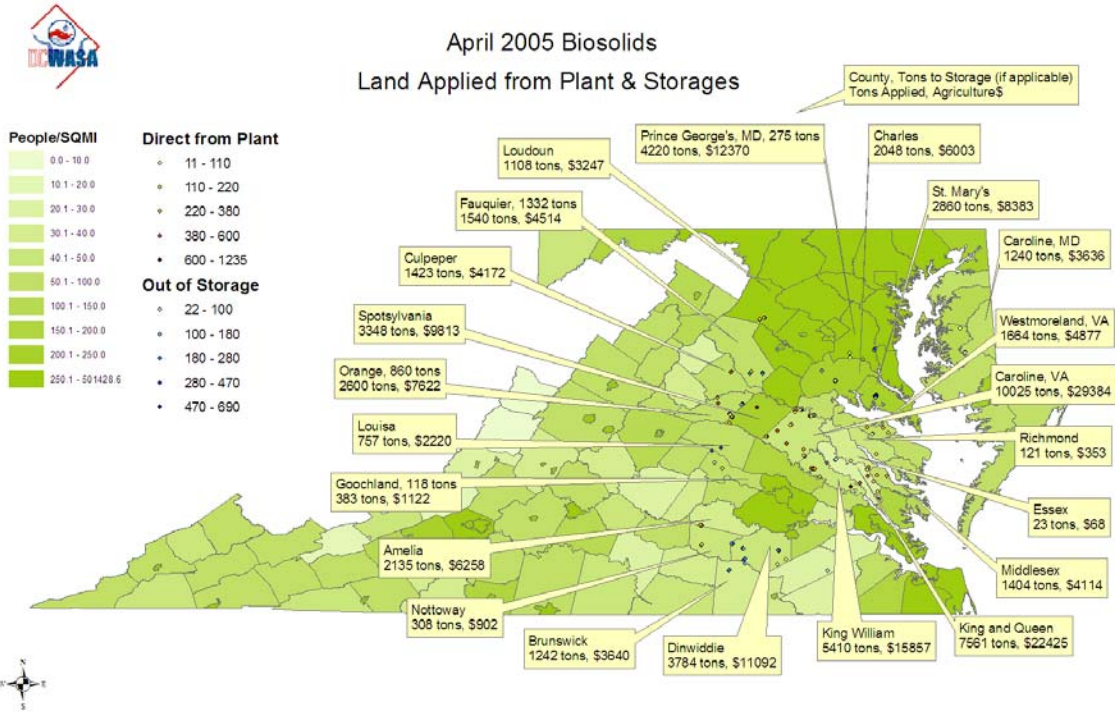 DCWASA
April 2005 Biosolids
Land Applied from Plant & Storages
County, Tons to Storage (if applicable)
Tons Applied, Agriculture$
People/SQMI
0.0 - 10.0
10.1 - 20.0
20.1 - 30.0
30.1 - 40.0
40.1 - 50.0
50.1 - 100.0
100.1 - 150.0
150.1 - 200.0
200.1 - 250.0
250.1 - 501428.6
Direct from Plant
11 - 110
110 - 220
220 - 380
380 - 600
600 - 1235
Out of Storage
22 - 100
100 - 180
180 - 280
280 - 470
470 - 690
Loudoun
1108 tons, $3247
Prince George's, MD, 275 tons
4220 tons, $12370
Charles
2048 tons, $6003
Fauquier, 1332 tons
1540 tons, $4514
St. Mary's
2860 tons, $8383
Culpeper
1423 tons, $4172
Caroline, MD
1240 tons, $3636
Spotsylvania
3348 tons, $9813
Westmoreland, VA
1664 tons, $4877
Orange, 860 tons
2600 tons, $7622
Caroline, VA
10025 tons, $29384
Louisa
757 tons, $2220
Richmond
121 tons, $353
Goochland, 118 tons
383 tons, $1122
Essex
23 tons, $68
Amelia
2135 tons, $6258
Middlesex
1404 tons, $4114
Nottoway
308 tons, $902
Brunswick
1242 tons, $3640
Dinwiddie
3784 tons, $11092
King William
5410 tons, $15857
King and Queen
7561 tons, $22425
N
E
S